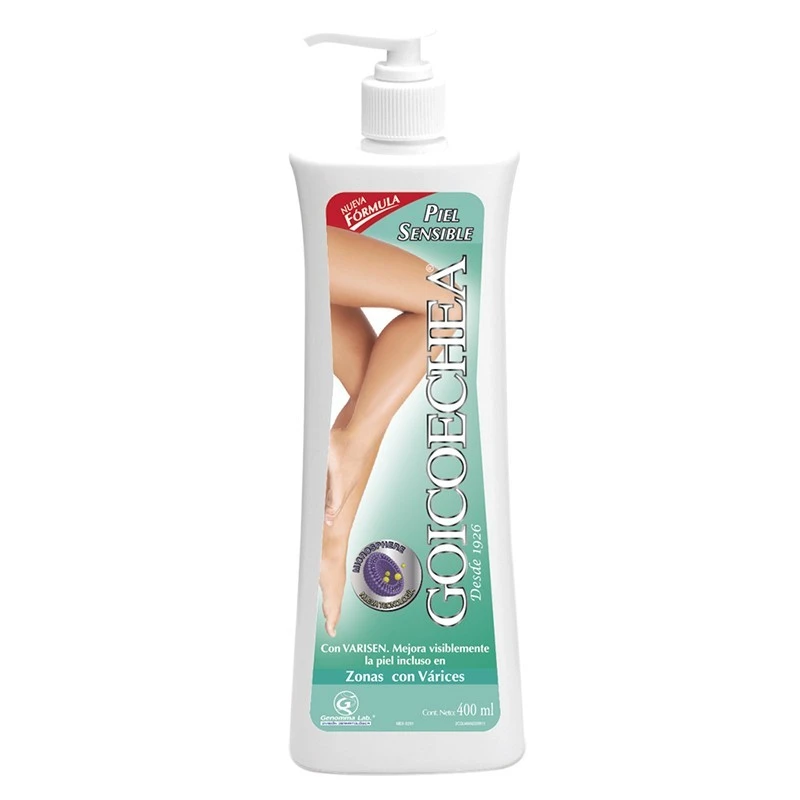 NUEVA
FÓRMULA
PIEL
SENSIBLE
GOICOECHEA®
Desde 1926
MICROSPHERE
Con VARISEN. Mejora visiblemente
la piel incluso en
Zonas con Várices
Genomma Lab.®
Cont. Neto: 400 ml